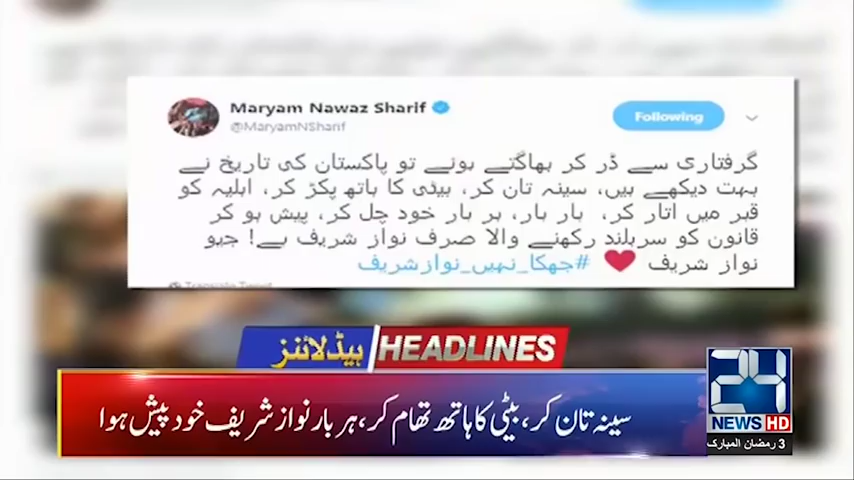 Maryam Nawaz Sharif
@MaryamNSharif
Following
گرفتاری سے ڈر کر بھاگتے ہوئے تو پاکستان کی تاریخ نے
بہت دیکھے ہیں، سینہ تان کر، بیٹی کا ہاتھ پکڑ کر، اہلیہ کو
قبر میں اتار کر، بار بار، ہر بار خود چل کر، پیش ہو کر
قانون کو سربلند رکھنے والا صرف نواز شریف ہے! جیو
نواز شریف ❤ #جھکا_نہیں_نوازشریف
Translate Tweet
ہیڈلائنز HEADLINES
سینہ تان کر، بیٹی کا ہاتھ تھام کر، ہر بار نواز شریف خود پیش ہوا
24
NEWS HD
3 رمضان المبارک